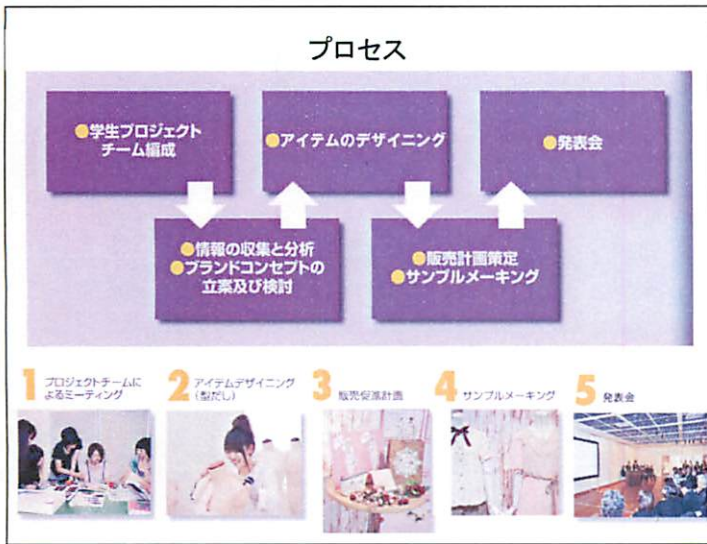 プロセス
●学生プロジェクト
チーム編成
●情報の収集と分析
●ブランドコンセプトの
立案及び検討
●アイテムのデザイニング
●販売計画策定
●サンプルメーキング
●発表会
1 プロジェクトチームに
よるミーティング
2 アイテムデザイニング
(型だし)
3 販売促進計画
4 サンプルメーキング
5 発表会